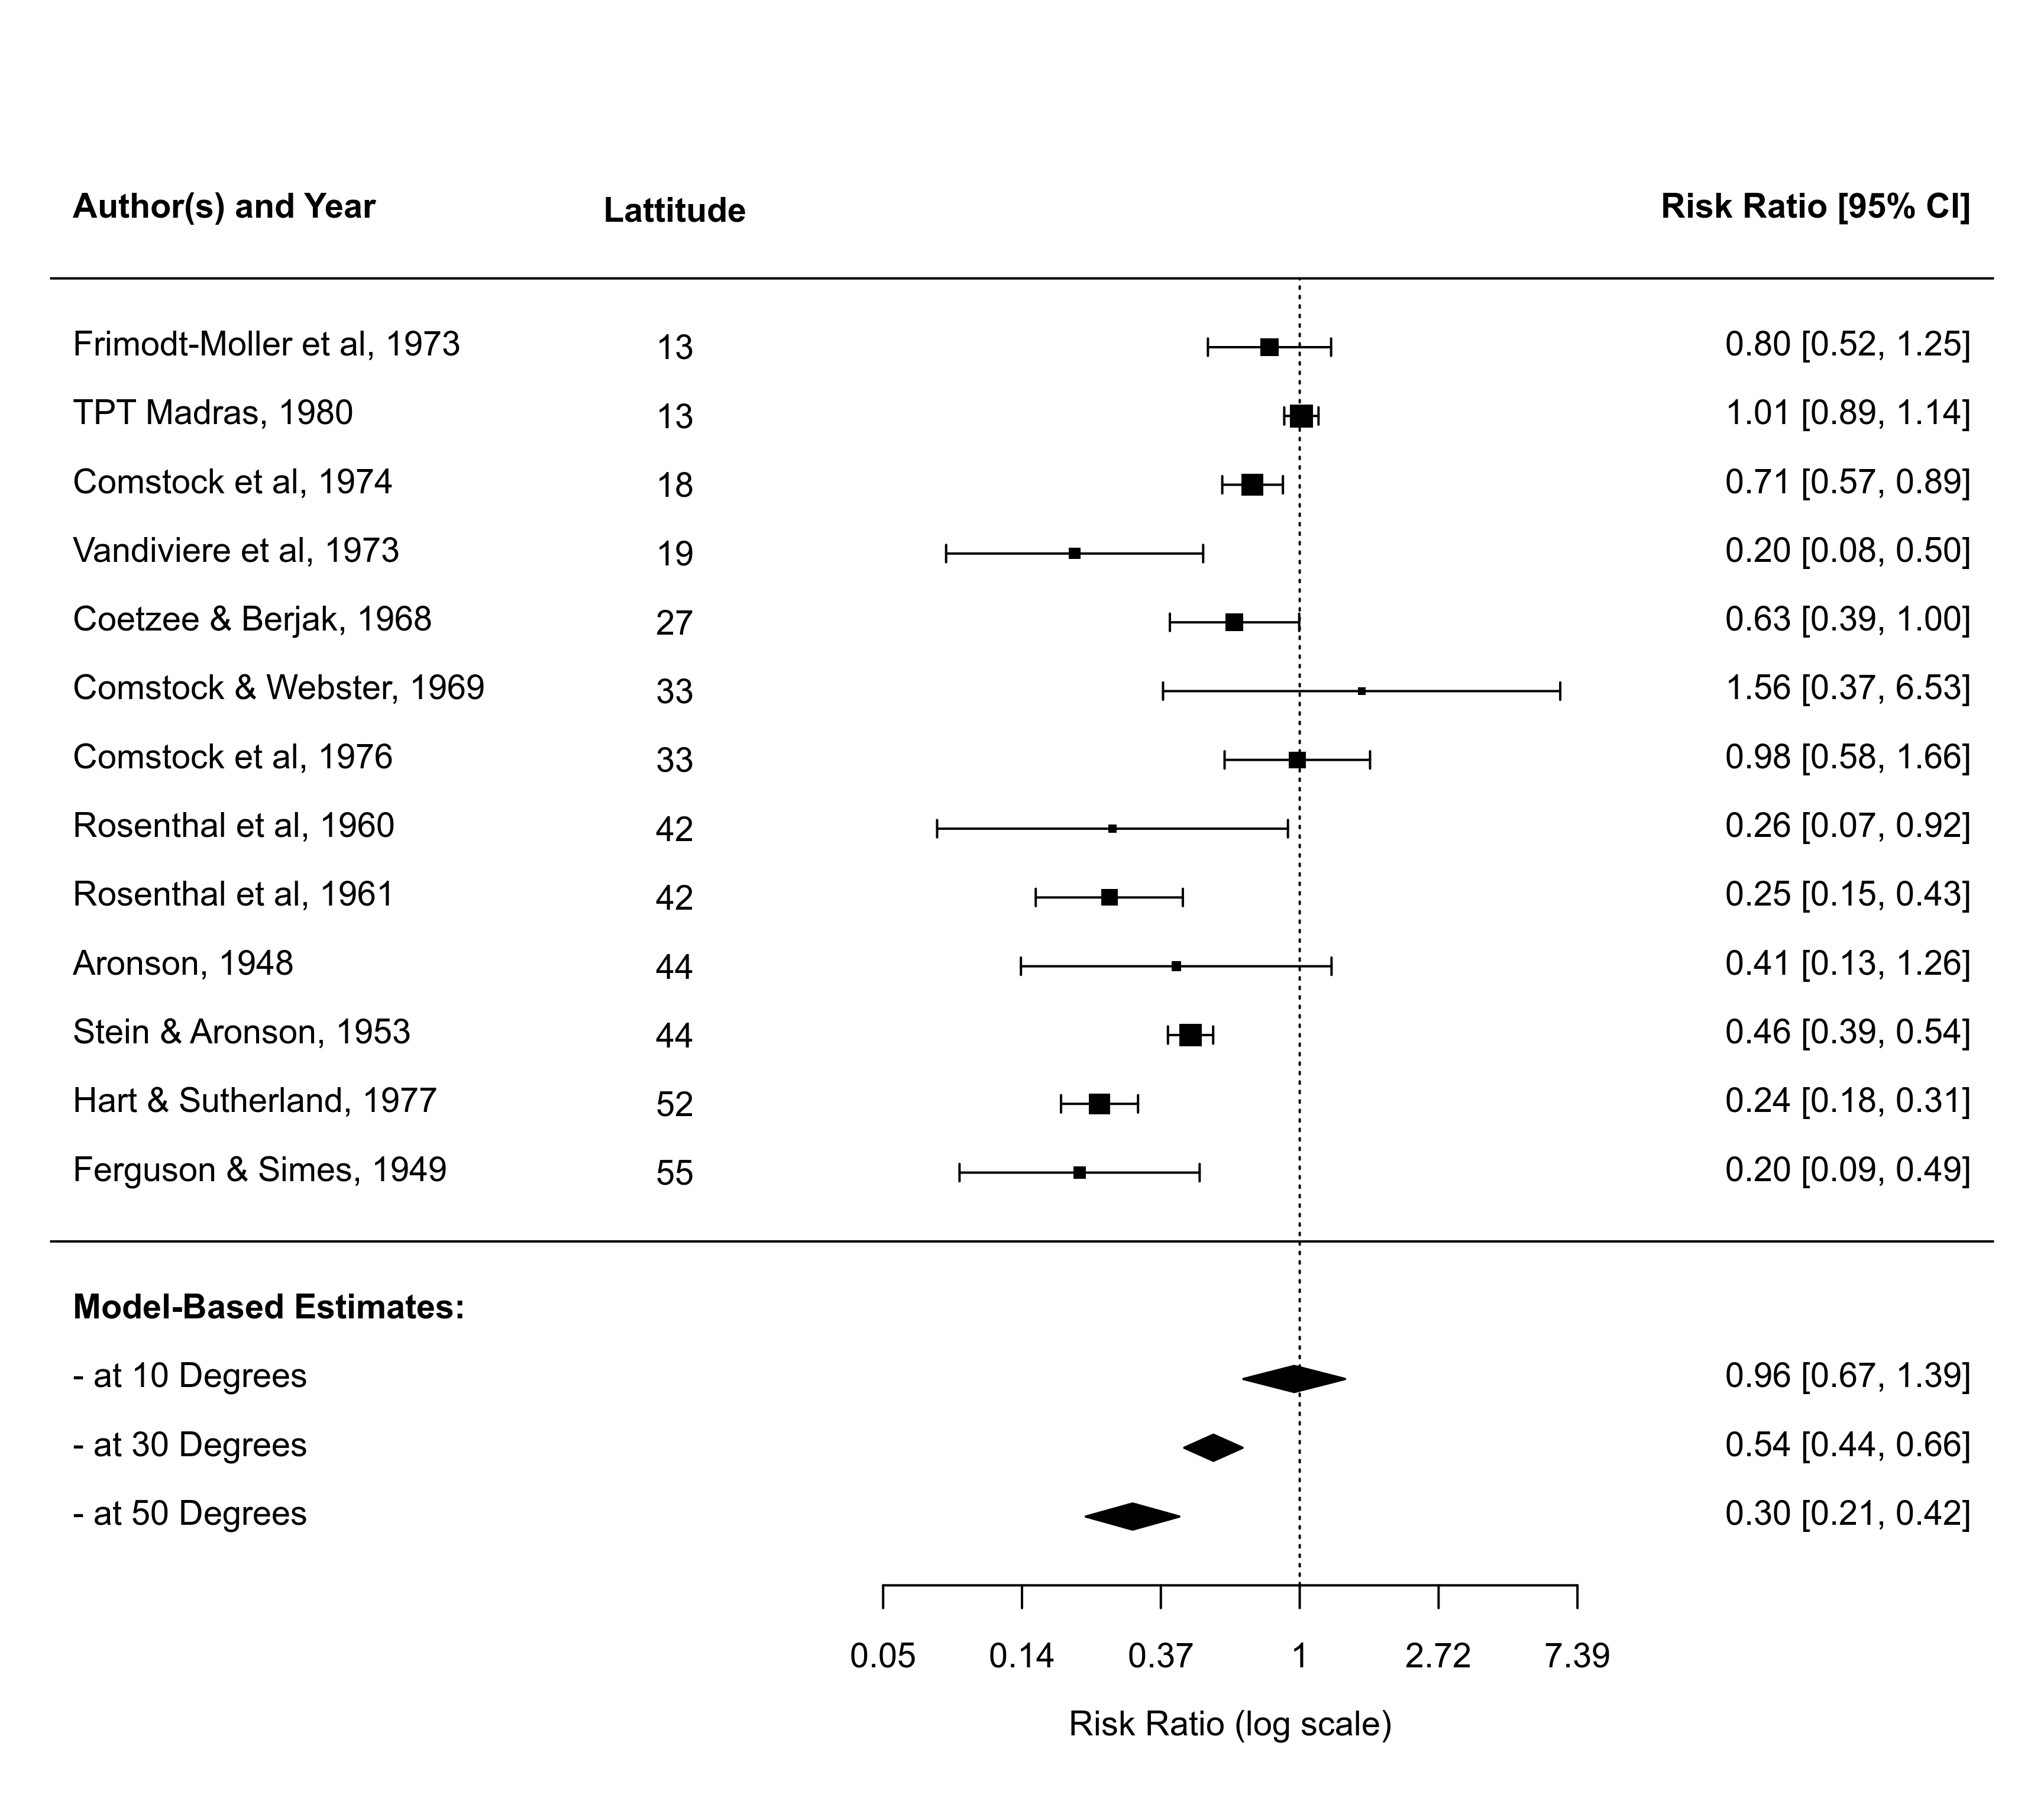 Author(s) and Year Lattitude Risk Ratio [95% CI]
Frimodt-Moller et al, 1973 13 0.80 [0.52, 1.25]
TPT Madras, 1980 13 1.01 [0.89, 1.14]
Comstock et al, 1974 18 0.71 [0.57, 0.89]
Vandiviere et al, 1973 19 0.20 [0.08, 0.50]
Coetzee & Berjak, 1968 27 0.63 [0.39, 1.00]
Comstock & Webster, 1969 33 1.56 [0.37, 6.53]
Comstock et al, 1976 33 0.98 [0.58, 1.66]
Rosenthal et al, 1960 42 0.26 [0.07, 0.92]
Rosenthal et al, 1961 42 0.25 [0.15, 0.43]
Aronson, 1948 44 0.41 [0.13, 1.26]
Stein & Aronson, 1953 44 0.46 [0.39, 0.54]
Hart & Sutherland, 1977 52 0.24 [0.18, 0.31]
Ferguson & Simes, 1949 55 0.20 [0.09, 0.49]
Model-Based Estimates:
- at 10 Degrees 0.96 [0.67, 1.39]
- at 30 Degrees 0.54 [0.44, 0.66]
- at 50 Degrees 0.30 [0.21, 0.42]
0.05 0.14 0.37 1 2.72 7.39
Risk Ratio (log scale)